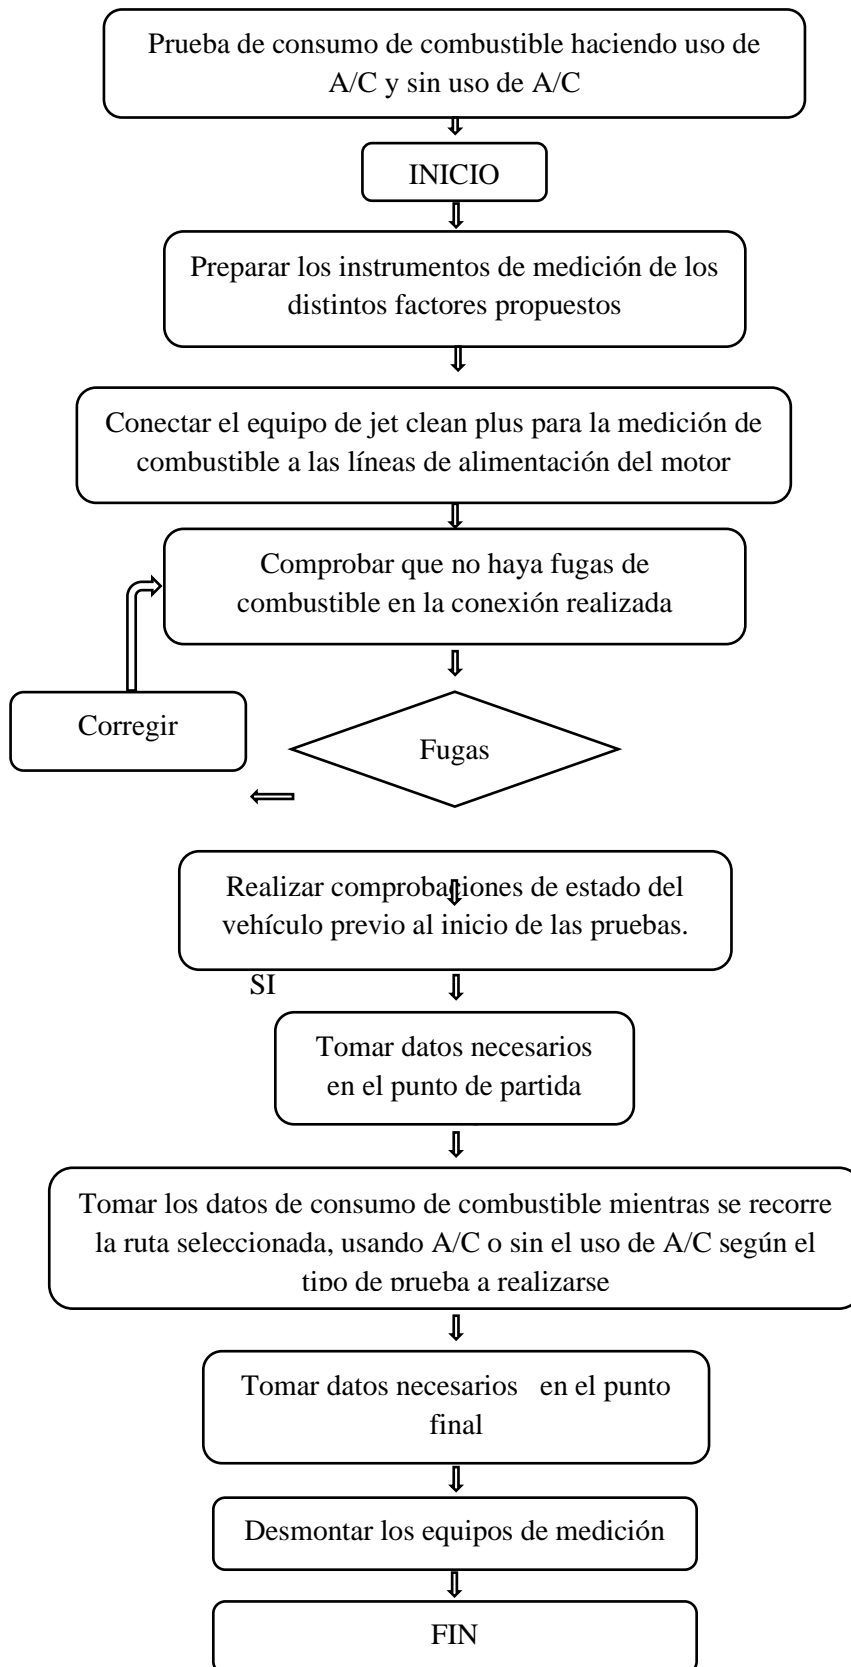 Prueba de consumo de combustible haciendo uso de
A/C y sin uso de A/C
INICIO
Preparar los instrumentos de medición de los
distintos factores propuestos
Conectar el equipo de jet clean plus para la medición de
combustible a las líneas de alimentación del motor
Comprobar que no haya fugas de
combustible en la conexión realizada
Corregir
Fugas
Realizar comprobaciones de estado del
vehículo previo al inicio de las pruebas.
SI
Tomar datos necesarios
en el punto de partida
Tomar los datos de consumo de combustible mientras se recorre
la ruta seleccionada, usando A/C o sin el uso de A/C según el
tipo de prueba a realizarse
Tomar datos necesarios en el punto
final
Desmontar los equipos de medición
FIN